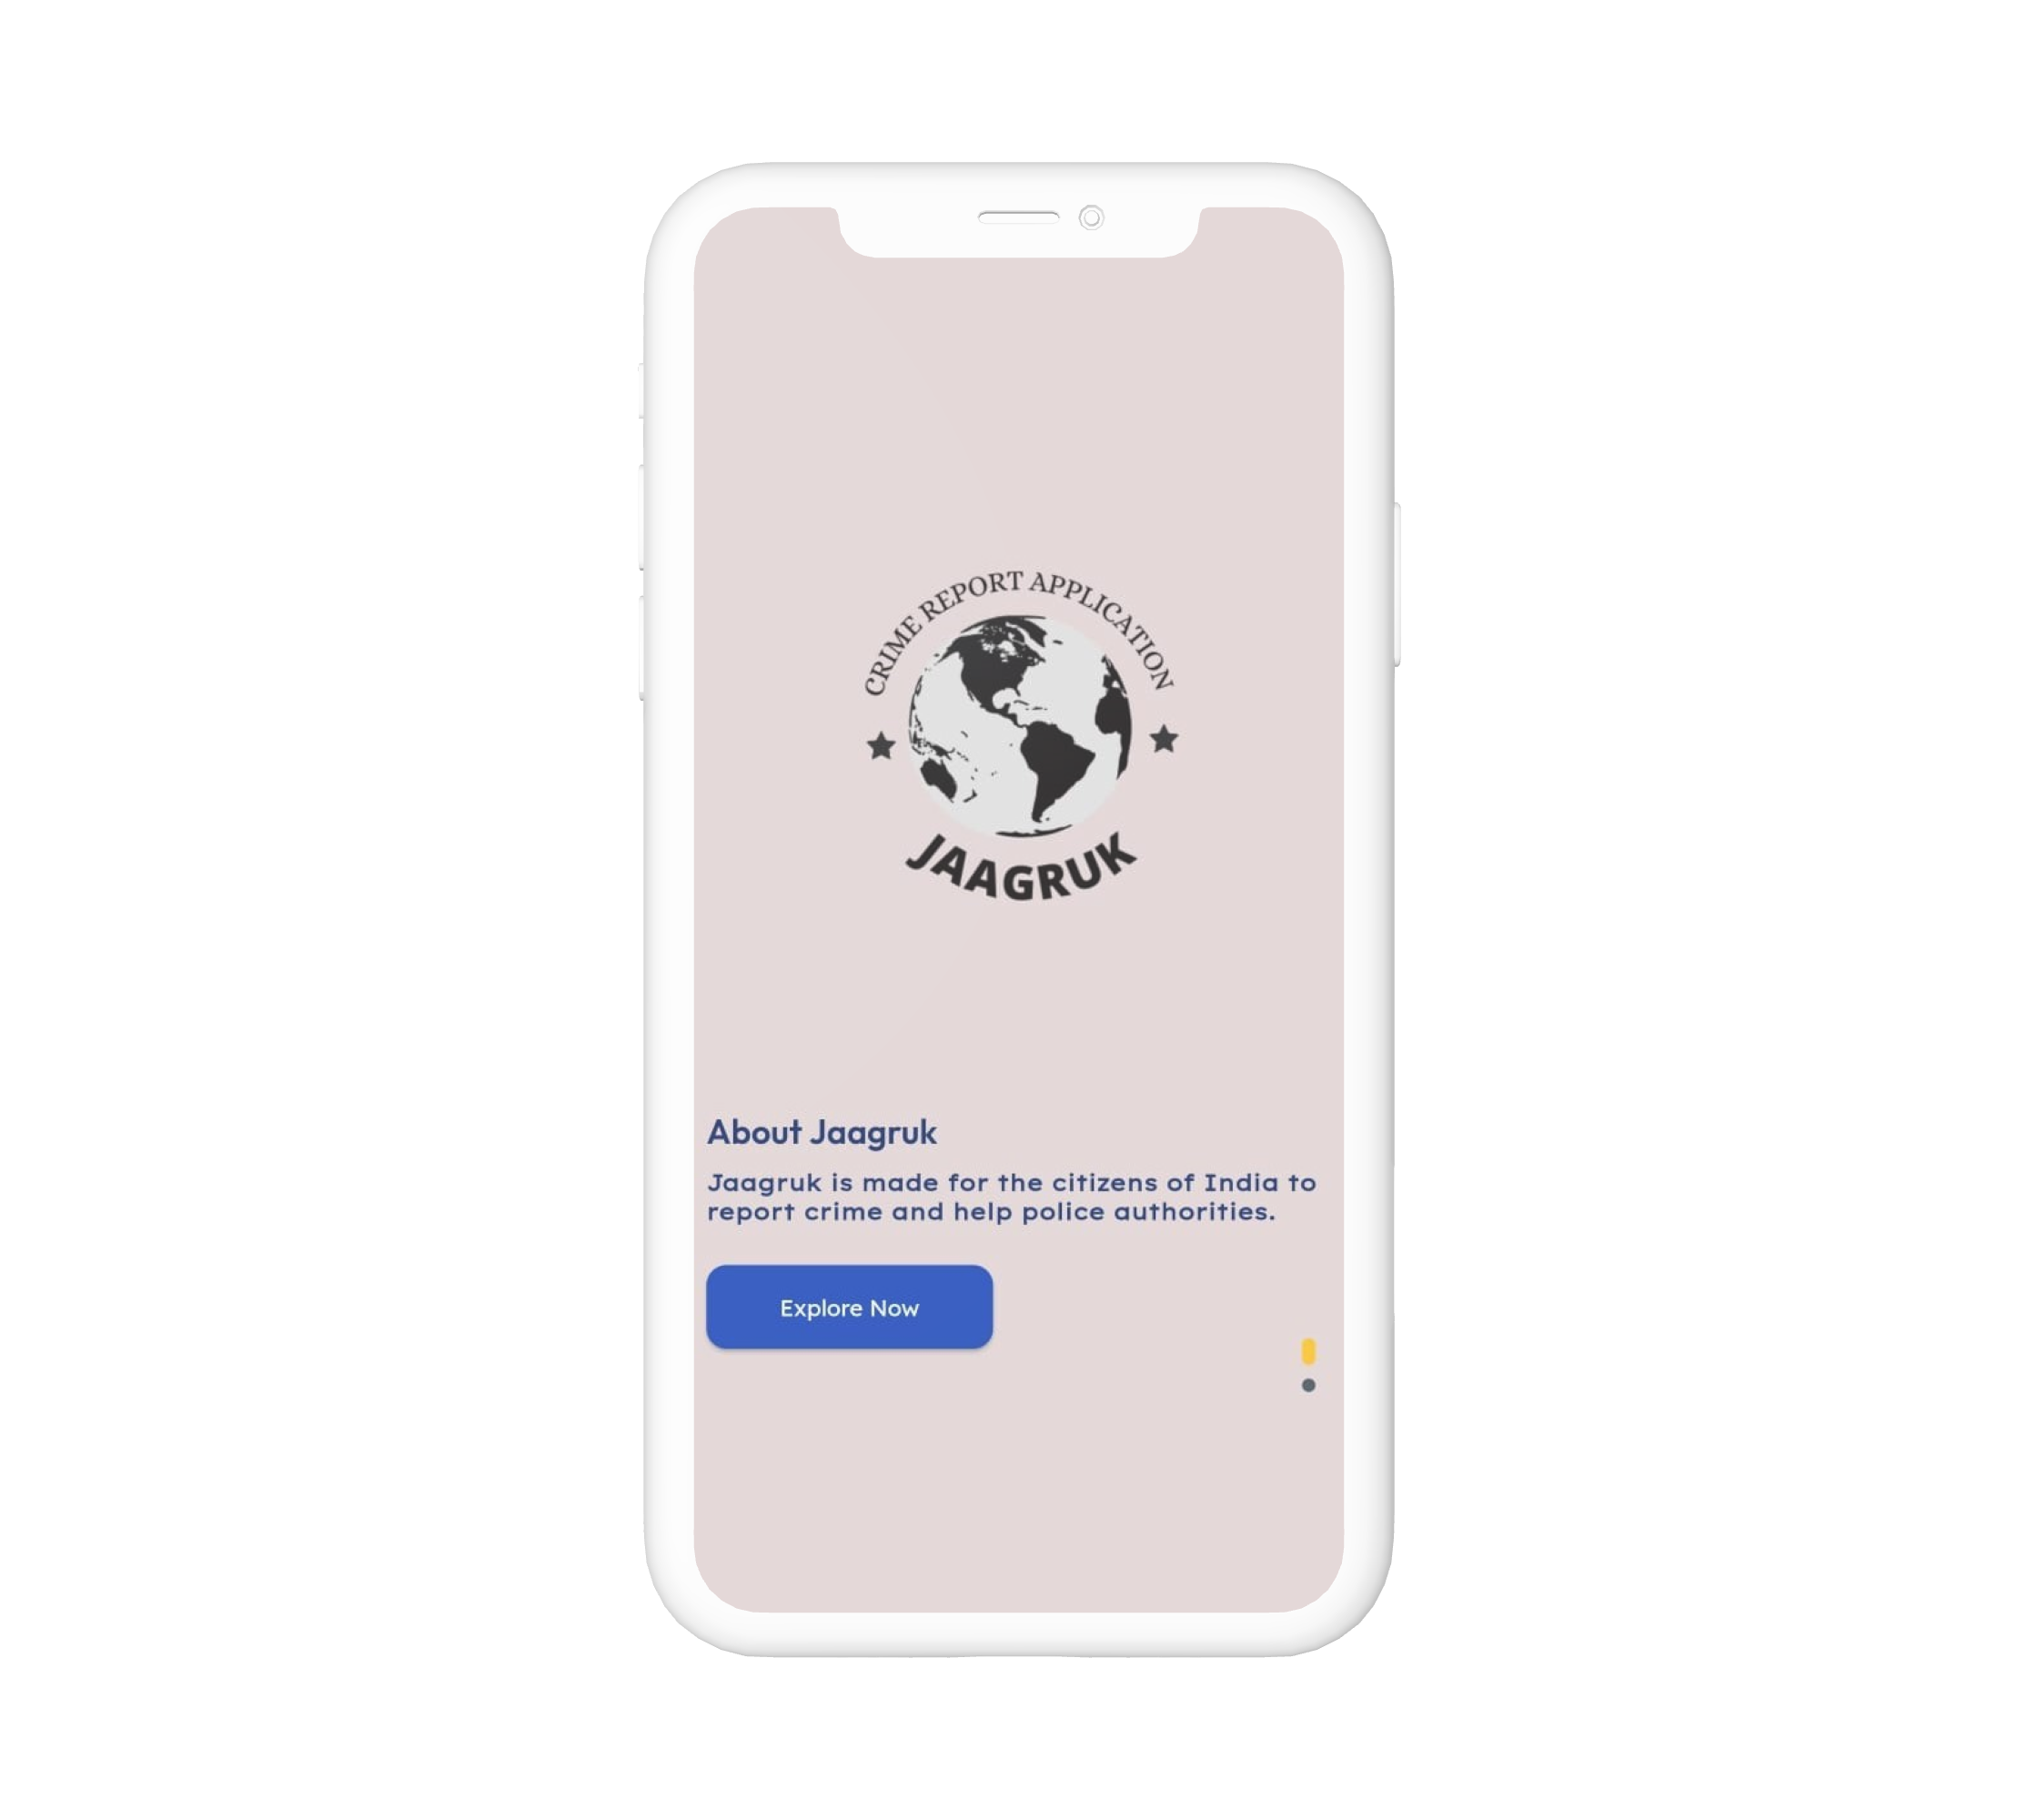 CRIME REPORT APPLICATION
JAAGRUK
About Jaagruk
Jaagruk is made for the citizens of India to
report crime and help police authorities.
Explore Now